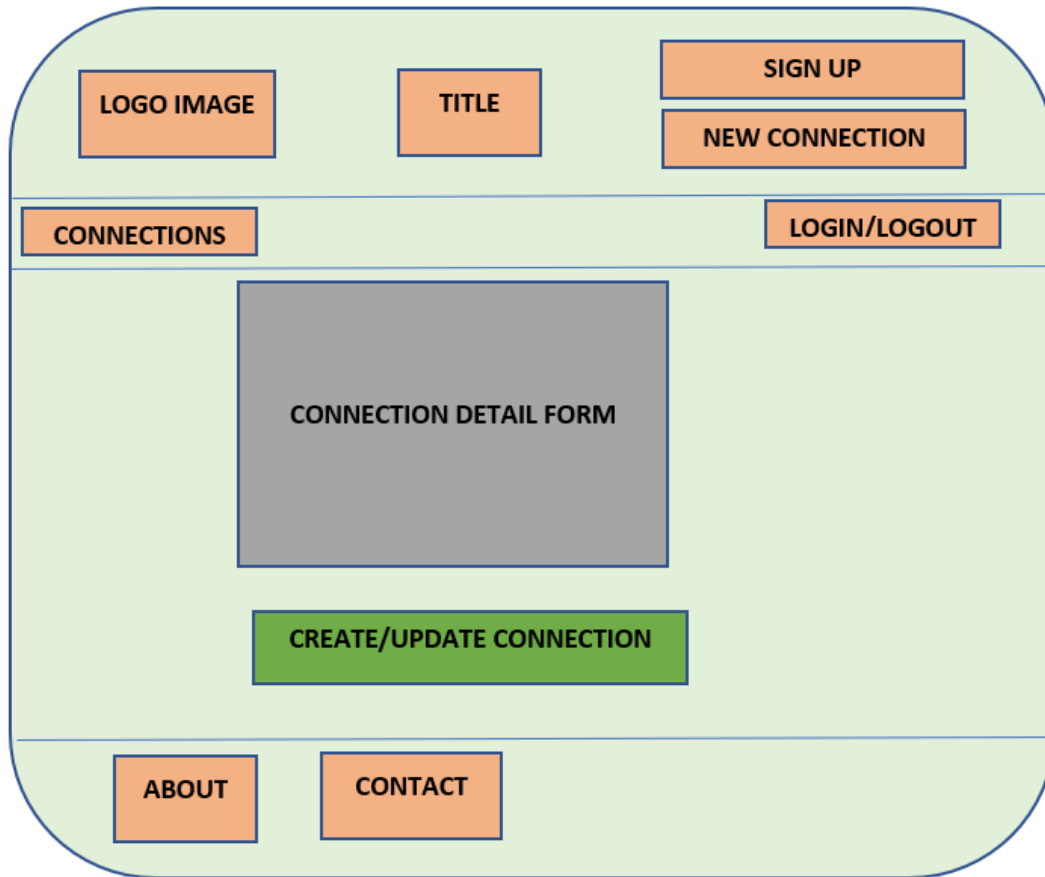 LOGO IMAGE
TITLE
SIGN UP
NEW CONNECTION
CONNECTIONS
LOGIN/LOGOUT
CONNECTION DETAIL FORM
CREATE/UPDATE CONNECTION
ABOUT
CONTACT